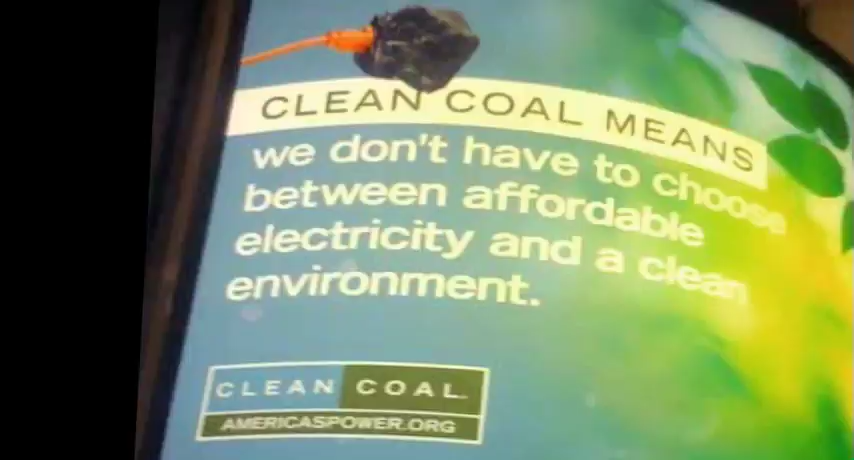 CLEAN COAL MEANS
we don't have to choose
between affordable
electricity and a clean
environment.
CLEAN COAL.
AMERICASPOWER.ORG